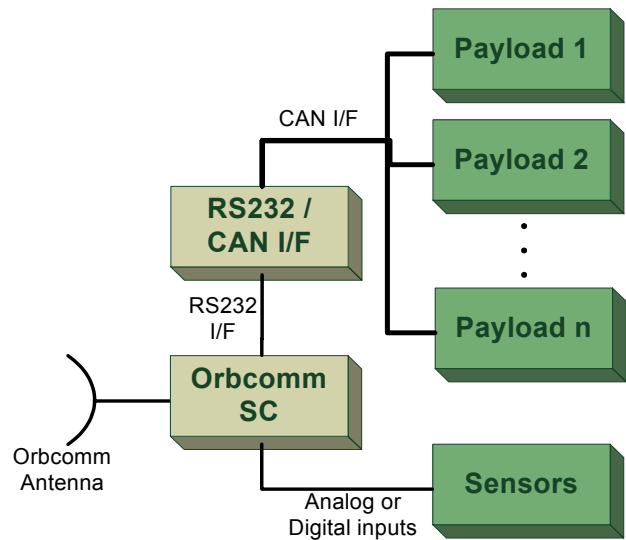 Payload 1
CAN I/F
Payload 2
RS232 /
CAN I/F
RS232
I/F
Payload n
Orbcomm
SC
Orbcomm
Antenna
Sensors
Analog or
Digital inputs